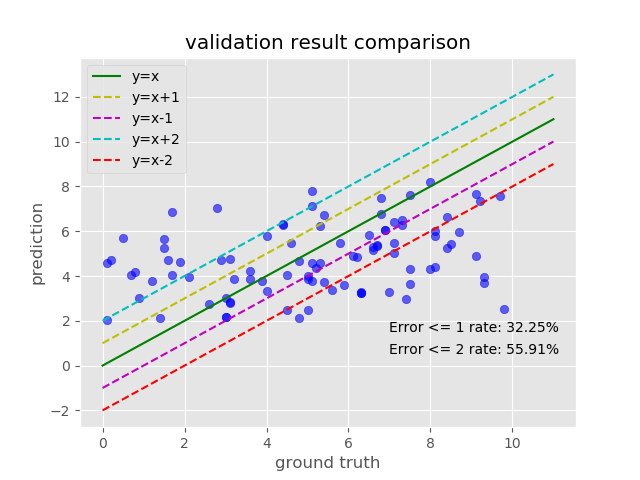 validation result comparison
y=x
y=x+1
y=x-1
y=x+2
y=x-2
12
10
8
6
4
2
0
−2
prediction
Error <= 1 rate: 32.25%
Error <= 2 rate: 55.91%
0 2 4 6 8 10
ground truth